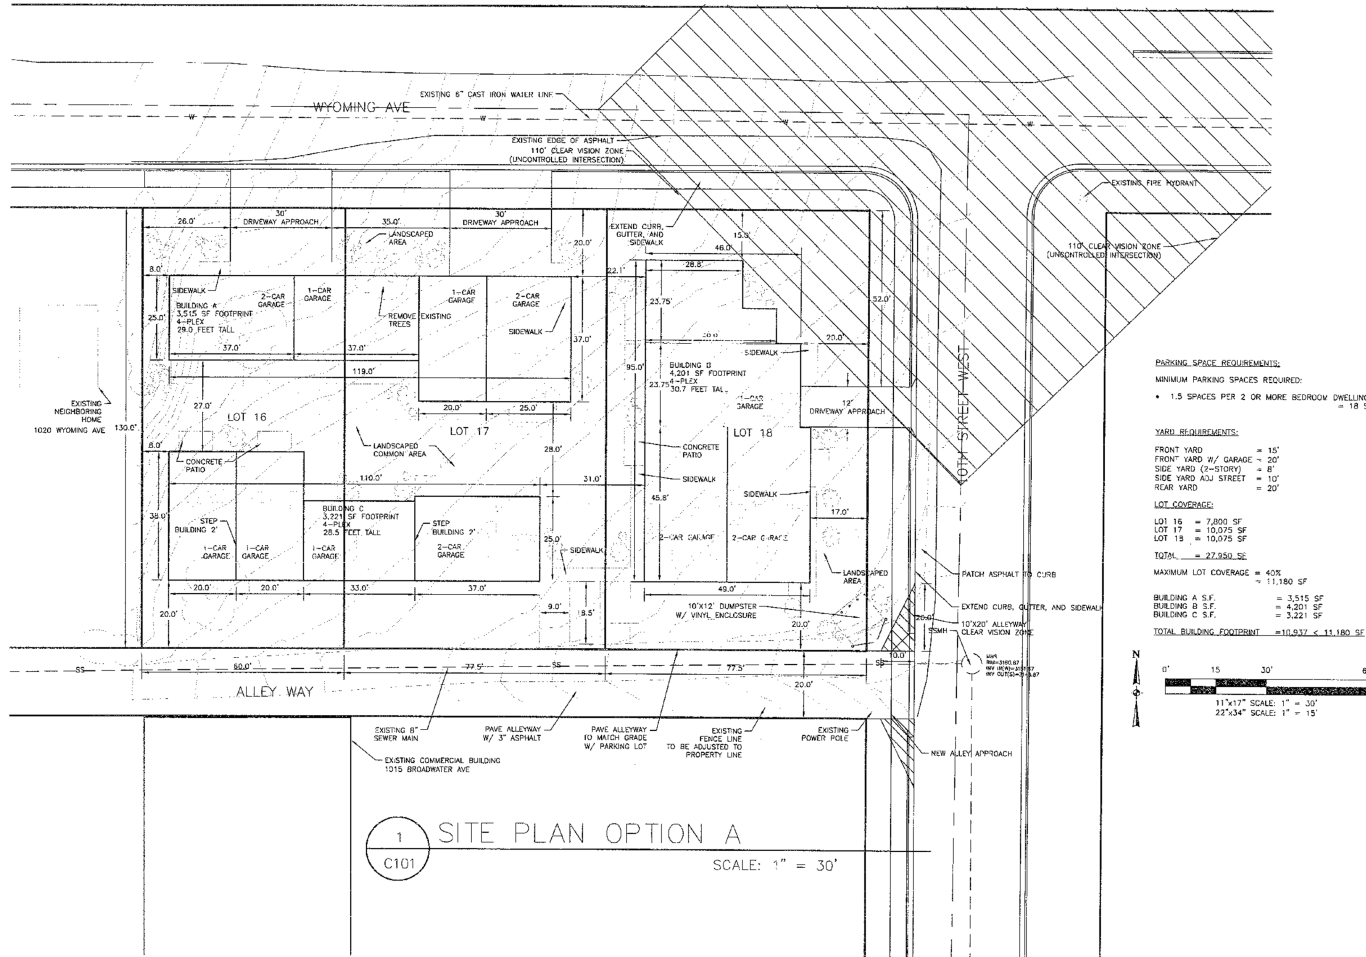 WYOMING AVE
EXISTING 6" CAST IRON WATER LINE
W
W
W
W
EXISTING EDGE OF ASPHALT
110' CLEAR VISION ZONE
(UNCONTROLLED INTERSECTION)
EXISTING FIRE HYDRANT
110' CLEAR VISION ZONE
(UNCONTROLLED INTERSECTION)
26.0'
30'
DRIVEWAY APPROACH
35.0'
30'
DRIVEWAY APPROACH
LANDSCAPED
AREA
20.0'
EXTEND CURB,
GUTTER, AND
SIDEWALK
15.0'
46.0'
8.0'
22.1'
28.8'
SIDEWALK
BUILDING A
3,515 SF FOOTPRINT
4-PLEX
29.0 FEET TALL
2-CAR
GARAGE
1-CAR
GARAGE
REMOVE EXISTING
TREES
1-CAR
GARAGE
2-CAR
GARAGE
SIDEWALK
25.0'
37.0'
37.0'
37.0'
119.0'
23.75'
52.0'
20.0'
SIDEWALK
95.0'
BUILDING B
4,201 SF FOOTPRINT
4-PLEX
30.7 FEET TALL
23.75'
1-CAR
GARAGE
12'
DRIVEWAY APPROACH
EXISTING
NEIGHBORING
HOME
1020 WYOMING AVE
130.0'
27.0'
LOT 16
20.0'
25.0'
LOT 17
LOT 18
28.0'
CONCRETE
PATIO
LANDSCAPED
COMMON AREA
CONCRETE
PATIO
SIDEWALK
110.0'
31.0'
SIDEWALK
45.8'
17.0'
38.0'
STEP
BUILDING 2'
BUILDING C
3,221 SF FOOTPRINT
4-PLEX
28.5 FEET TALL
STEP
BUILDING 2'
1-CAR
GARAGE
1-CAR
GARAGE
1-CAR
GARAGE
2-CAR
GARAGE
25.0'
SIDEWALK
2-CAR GARAGE
2-CAR GARAGE
LANDSCAPED
AREA
20.0'
20.0'
33.0'
37.0'
49.0'
20.0'
9.0'
10'X12' DUMPSTER
W/ VINYL ENCLOSURE
20.0'
PATCH ASPHALT TO CURB
EXTEND CURB, GUTTER, AND SIDEWALK
10'X20' ALLEYWAY
CLEAR VISION ZONE
20.0'
SSMH
10.0'
SS
60.0'
77.5'
SS
77.5'
SS
20.0'
ALLEY WAY
EXISTING 8"
SEWER MAIN
PAVE ALLEYWAY
W/ 3" ASPHALT
PAVE ALLEYWAY
TO MATCH GRADE
W/ PARKING LOT
EXISTING
FENCE LINE
TO BE ADJUSTED TO
PROPERTY LINE
EXISTING
POWER POLE
NEW ALLEY APPROACH
EXISTING COMMERCIAL BUILDING
1015 BROADWATER AVE
STREET WEST
PARKING SPACE REQUIREMENTS:
MINIMUM PARKING SPACES REQUIRED:
• 1.5 SPACES PER 2 OR MORE BEDROOM DWELLING
= 18 S
YARD REQUIREMENTS:
FRONT YARD = 15'
FRONT YARD W/ GARAGE = 20'
SIDE YARD (2-STORY) = 8'
SIDE YARD ADJ STREET = 10'
REAR YARD = 20'
LOT COVERAGE:
LOT 16 = 7,800 SF
LOT 17 = 10,075 SF
LOT 18 = 10,075 SF
TOTAL = 27,950 SF
MAXIMUM LOT COVERAGE = 40%
= 11,180 SF
BUILDING A S.F. = 3,515 SF
BUILDING B S.F. = 4,201 SF
BUILDING C S.F. = 3,221 SF
TOTAL BUILDING FOOTPRINT =10,937 < 11,180 SF
N
0' 15 30' 6
11"x17" SCALE: 1" = 30'
22"x34" SCALE: 1" = 15'
1
C101
SITE PLAN OPTION A
SCALE: 1" = 30'